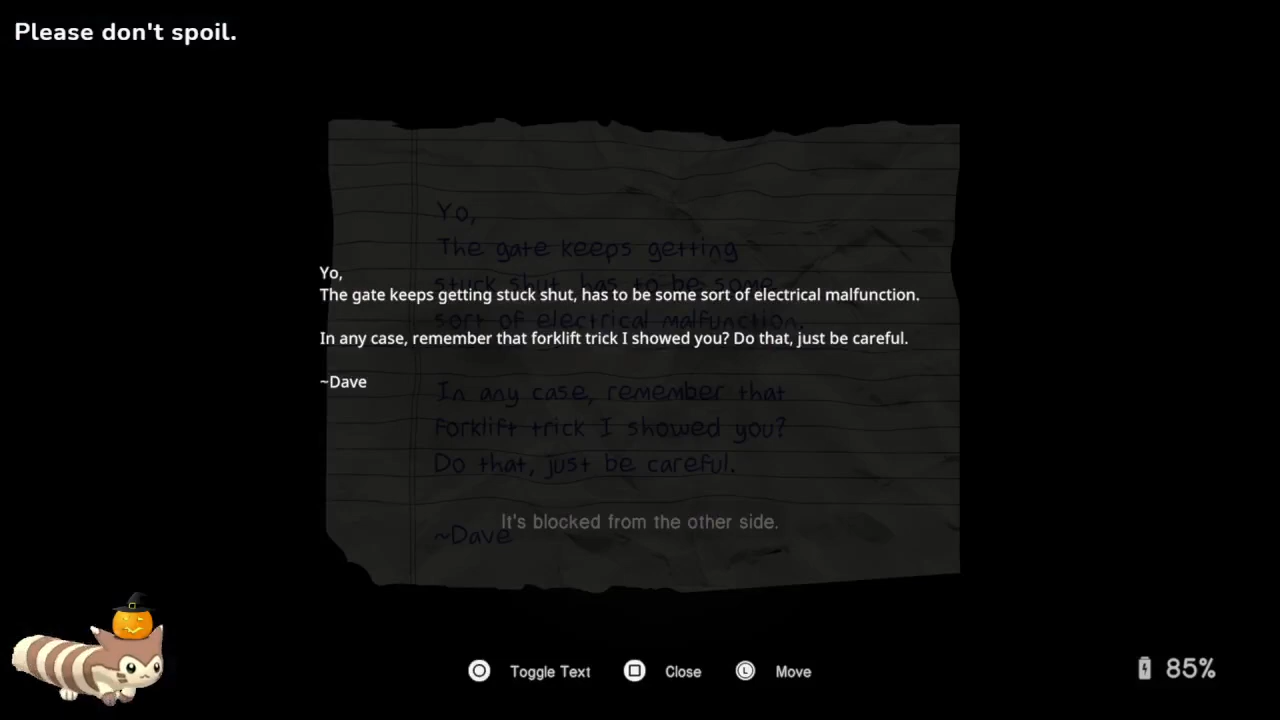 Please don't spoil.
Yo,
The gate keeps getting
stuck shut, has to be some
sort of electrical malfunction.
In any case, remember that
Forklift trick I showed you?
Do that, just be careful.
~Dave
Yo,
The gate keeps getting stuck shut, has to be some sort of electrical malfunction.
In any case, remember that forklift trick I showed you? Do that, just be careful.
~Dave
It's blocked from the other side.
Toggle Text
Close
L Move
85%